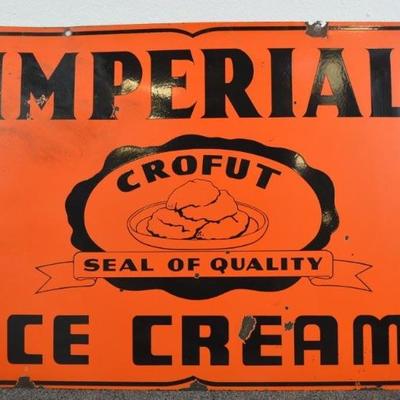 IMPERIAL
CROFUT
SEAL OF QUALITY
ICE CREAM